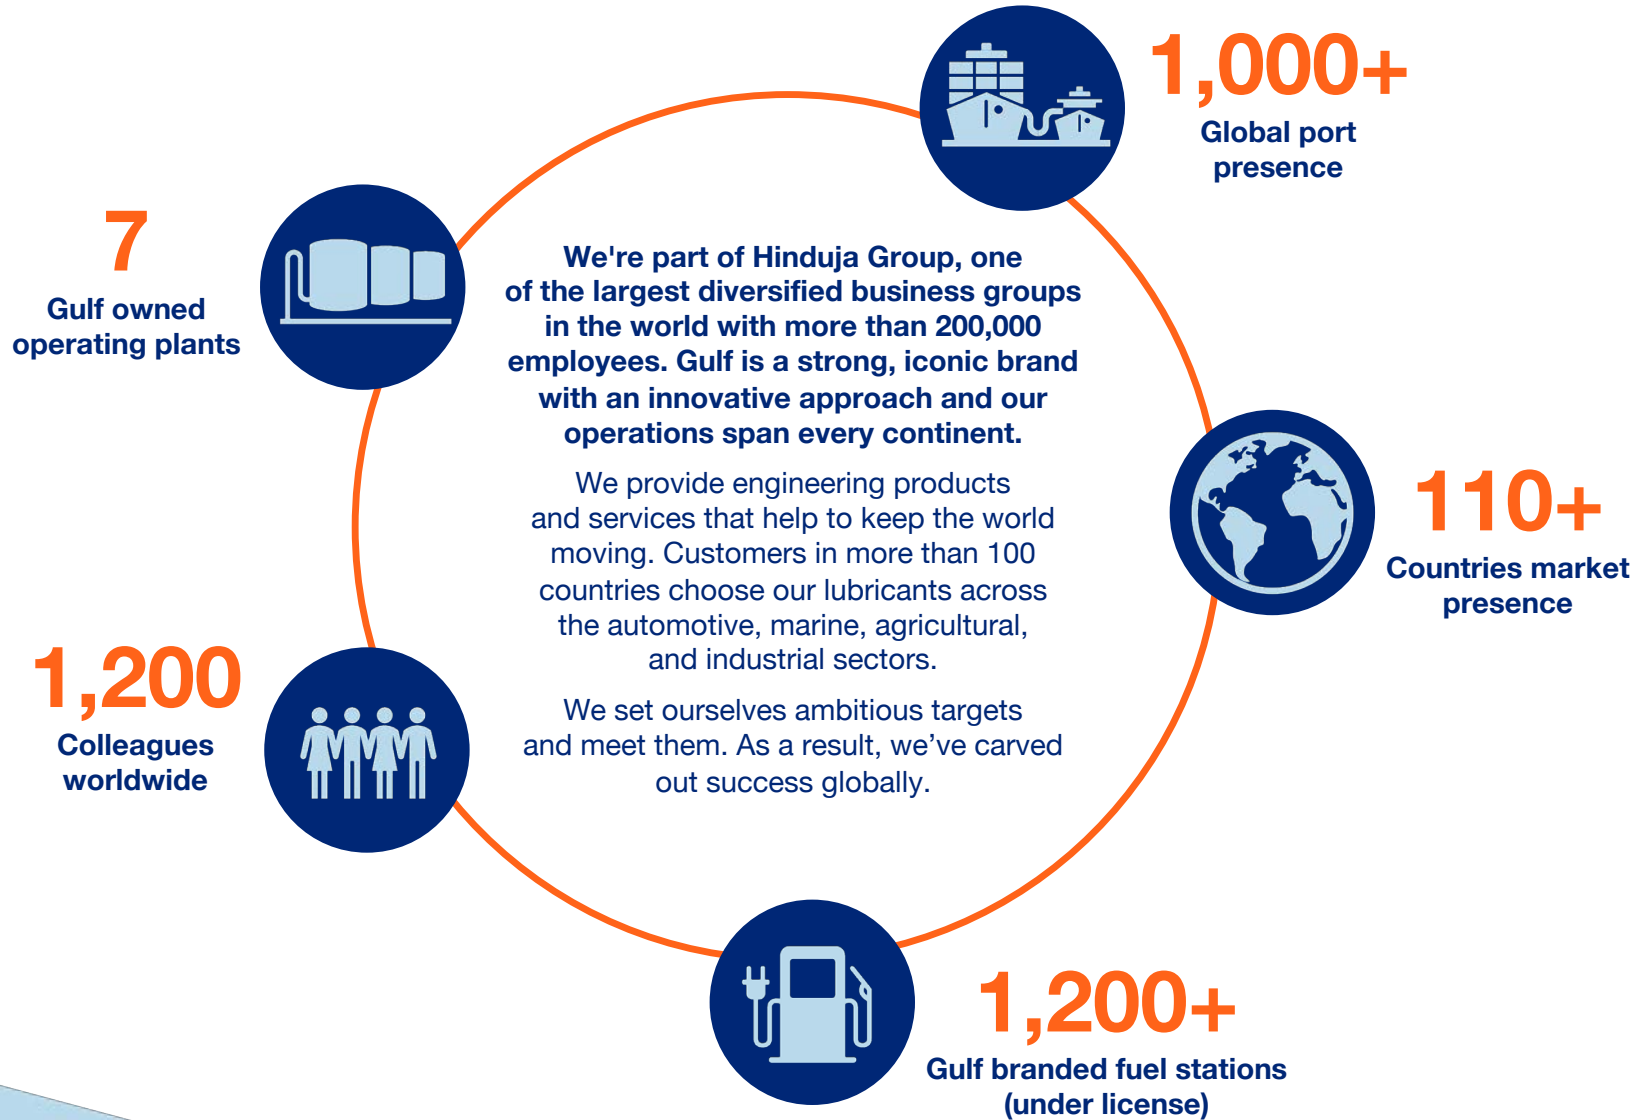 1,000+
Global port
presence
7
Gulf owned
operating plants
We're part of Hinduja Group, one
of the largest diversified business groups
in the world with more than 200,000
employees. Gulf is a strong, iconic brand
with an innovative approach and our
operations span every continent.
We provide engineering products
and services that help to keep the world
moving. Customers in more than 100
countries choose our lubricants across
the automotive, marine, agricultural,
and industrial sectors.
We set ourselves ambitious targets
and meet them. As a result, we’ve carved
out success globally.
110+
Countries market
presence
1,200
Colleagues
worldwide
1,200+
Gulf branded fuel stations
(under license)